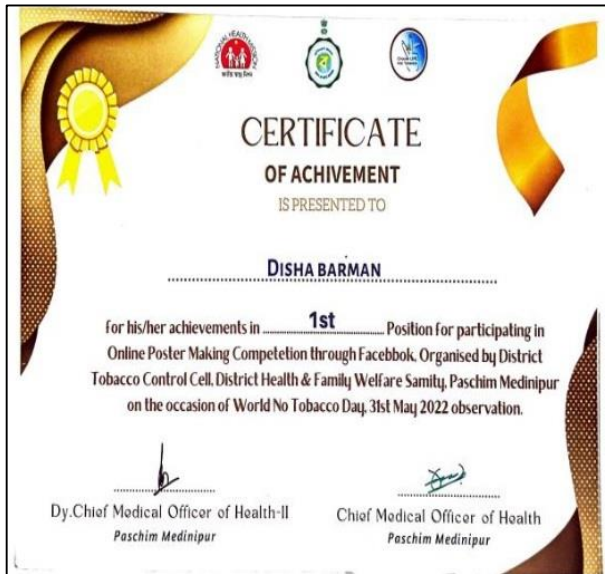 NATIONAL HEALTH MISSION
CERTIFICATE
OF ACHIVEMENT
IS PRESENTED TO
DISHA BARMAN
for his/her achievements in 1st Position for participating in
Online Poster Making Competetion through Facebbok, Organised by District
Tobacco Control Cell, District Health & Family Welfare Samity, Paschim Medinipur
on the occasion of World No Tobacco Day, 31st May 2022 observation.
Dy.Chief Medical Officer of Health-II
Paschim Medinipur
Chief Medical Officer of Health
Paschim Medinipur